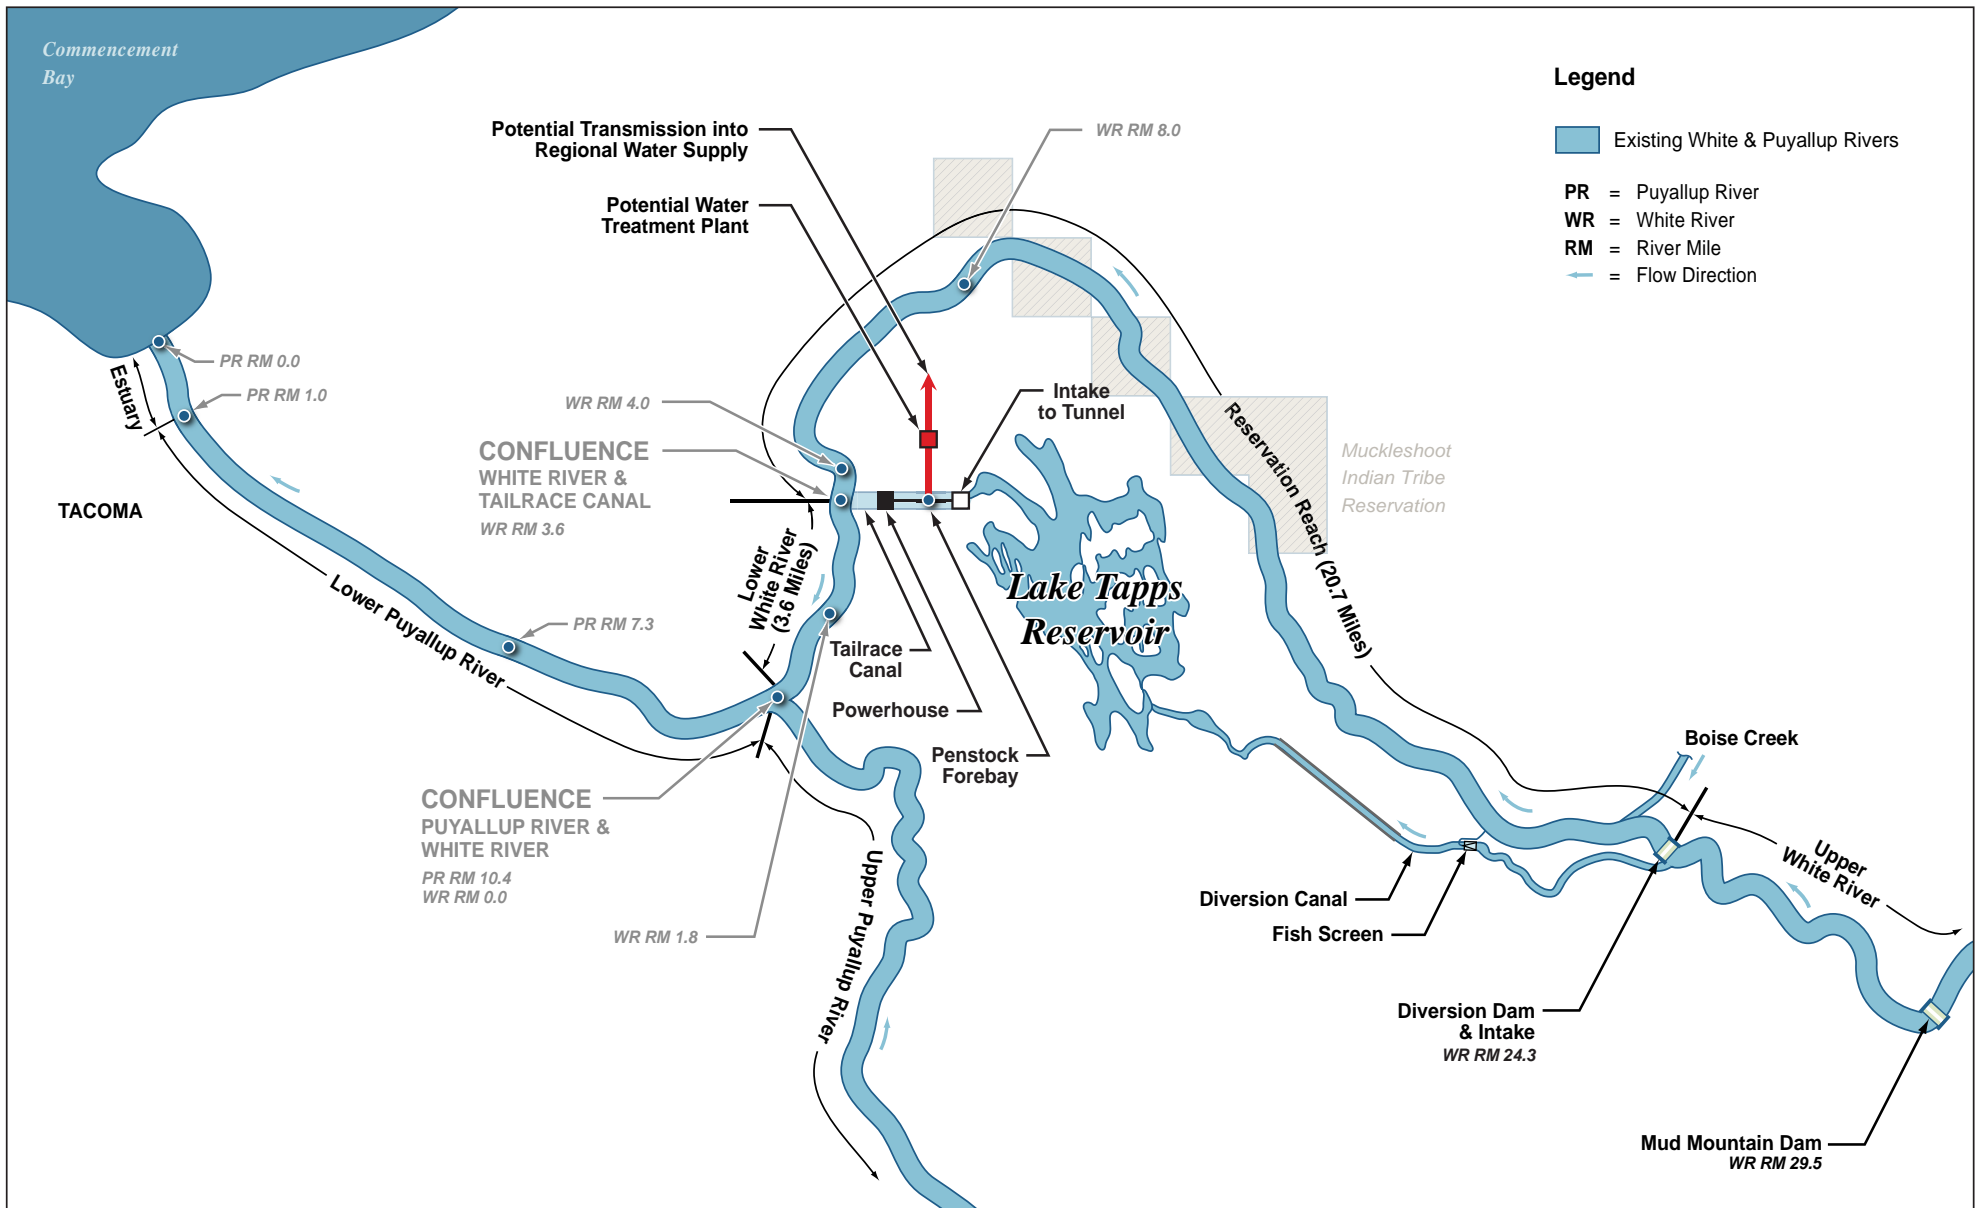 Commencement
Bay
Legend
Existing White & Puyallup Rivers
PR = Puyallup River
WR = White River
RM = River Mile
= Flow Direction
Potential Transmission into
Regional Water Supply
WR RM 8.0
Potential Water
Treatment Plant
PR RM 0.0
PR RM 1.0
Estuary
WR RM 4.0
Intake
to Tunnel
CONFLUENCE
WHITE RIVER &
TAILRACE CANAL
WR RM 3.6
Reservation Reach (20.7 Miles)
Muckleshoot
Indian Tribe
Reservation
TACOMA
Lower
White River
(3.6 Miles)
Lake Tapps
Reservoir
Lower Puyallup River
PR RM 7.3
Tailrace
Canal
Powerhouse
Penstock
Forebay
Boise Creek
CONFLUENCE
PUYALLUP RIVER &
WHITE RIVER
PR RM 10.4
WR RM 0.0
WR RM 1.8
Upper Puyallup River
Upper
White River
Diversion Canal
Fish Screen
Diversion Dam
& Intake
WR RM 24.3
Mud Mountain Dam
WR RM 29.5